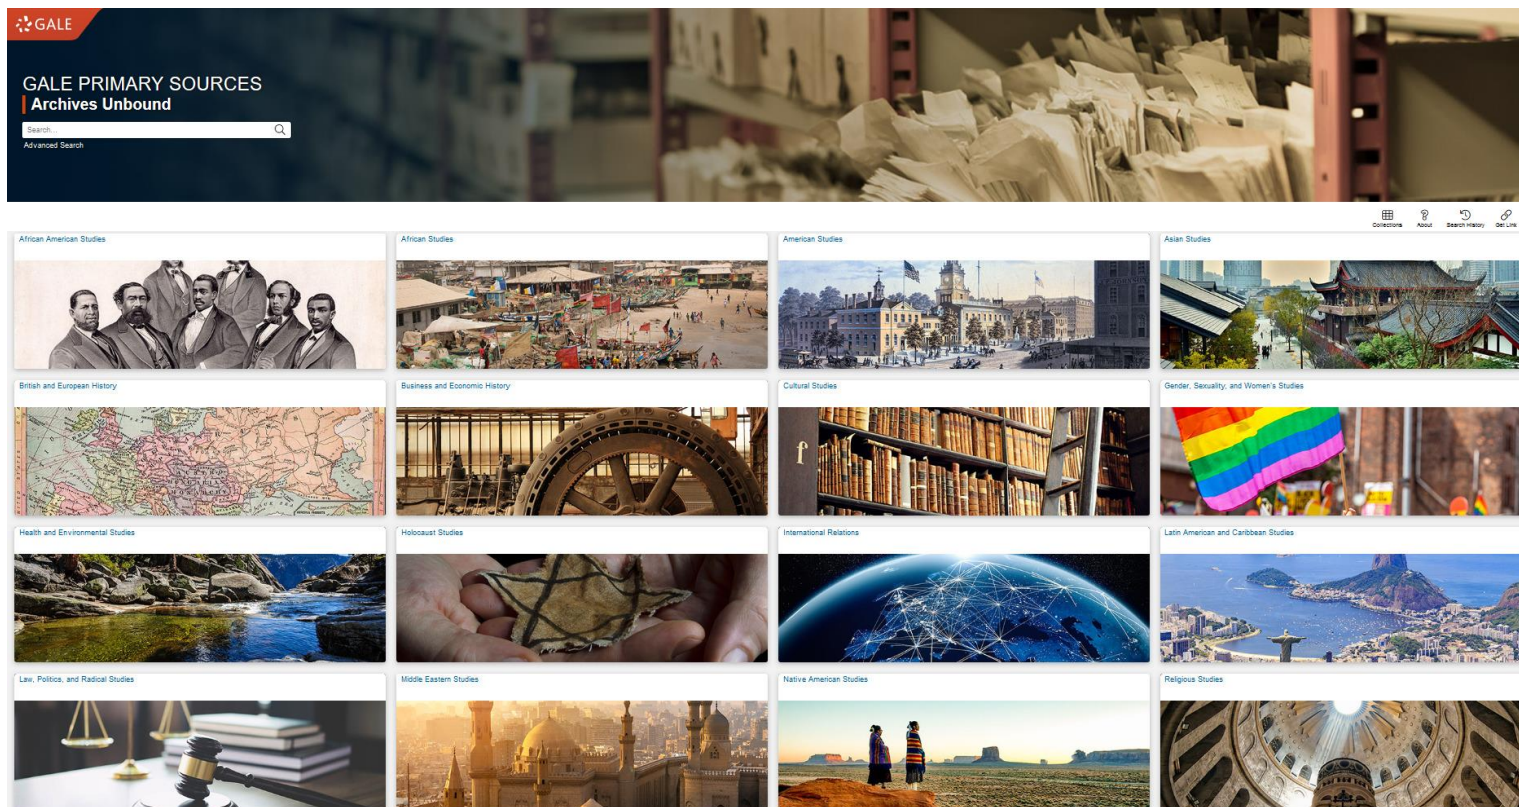 GALE
GALE PRIMARY SOURCES
Archives Unbound
Search...
Advanced Search
Collections
About
Search History
Get Link
African American Studies
African Studies
American Studies
Asian Studies
British and European History
Business and Economic History
Cultural Studies
Gender, Sexuality, and Women's Studies
f
Health and Environmental Studies
Holocaust Studies
International Relations
Latin American and Caribbean Studies
Law, Politics, and Radical Studies
Middle Eastern Studies
Native American Studies
Religious Studies